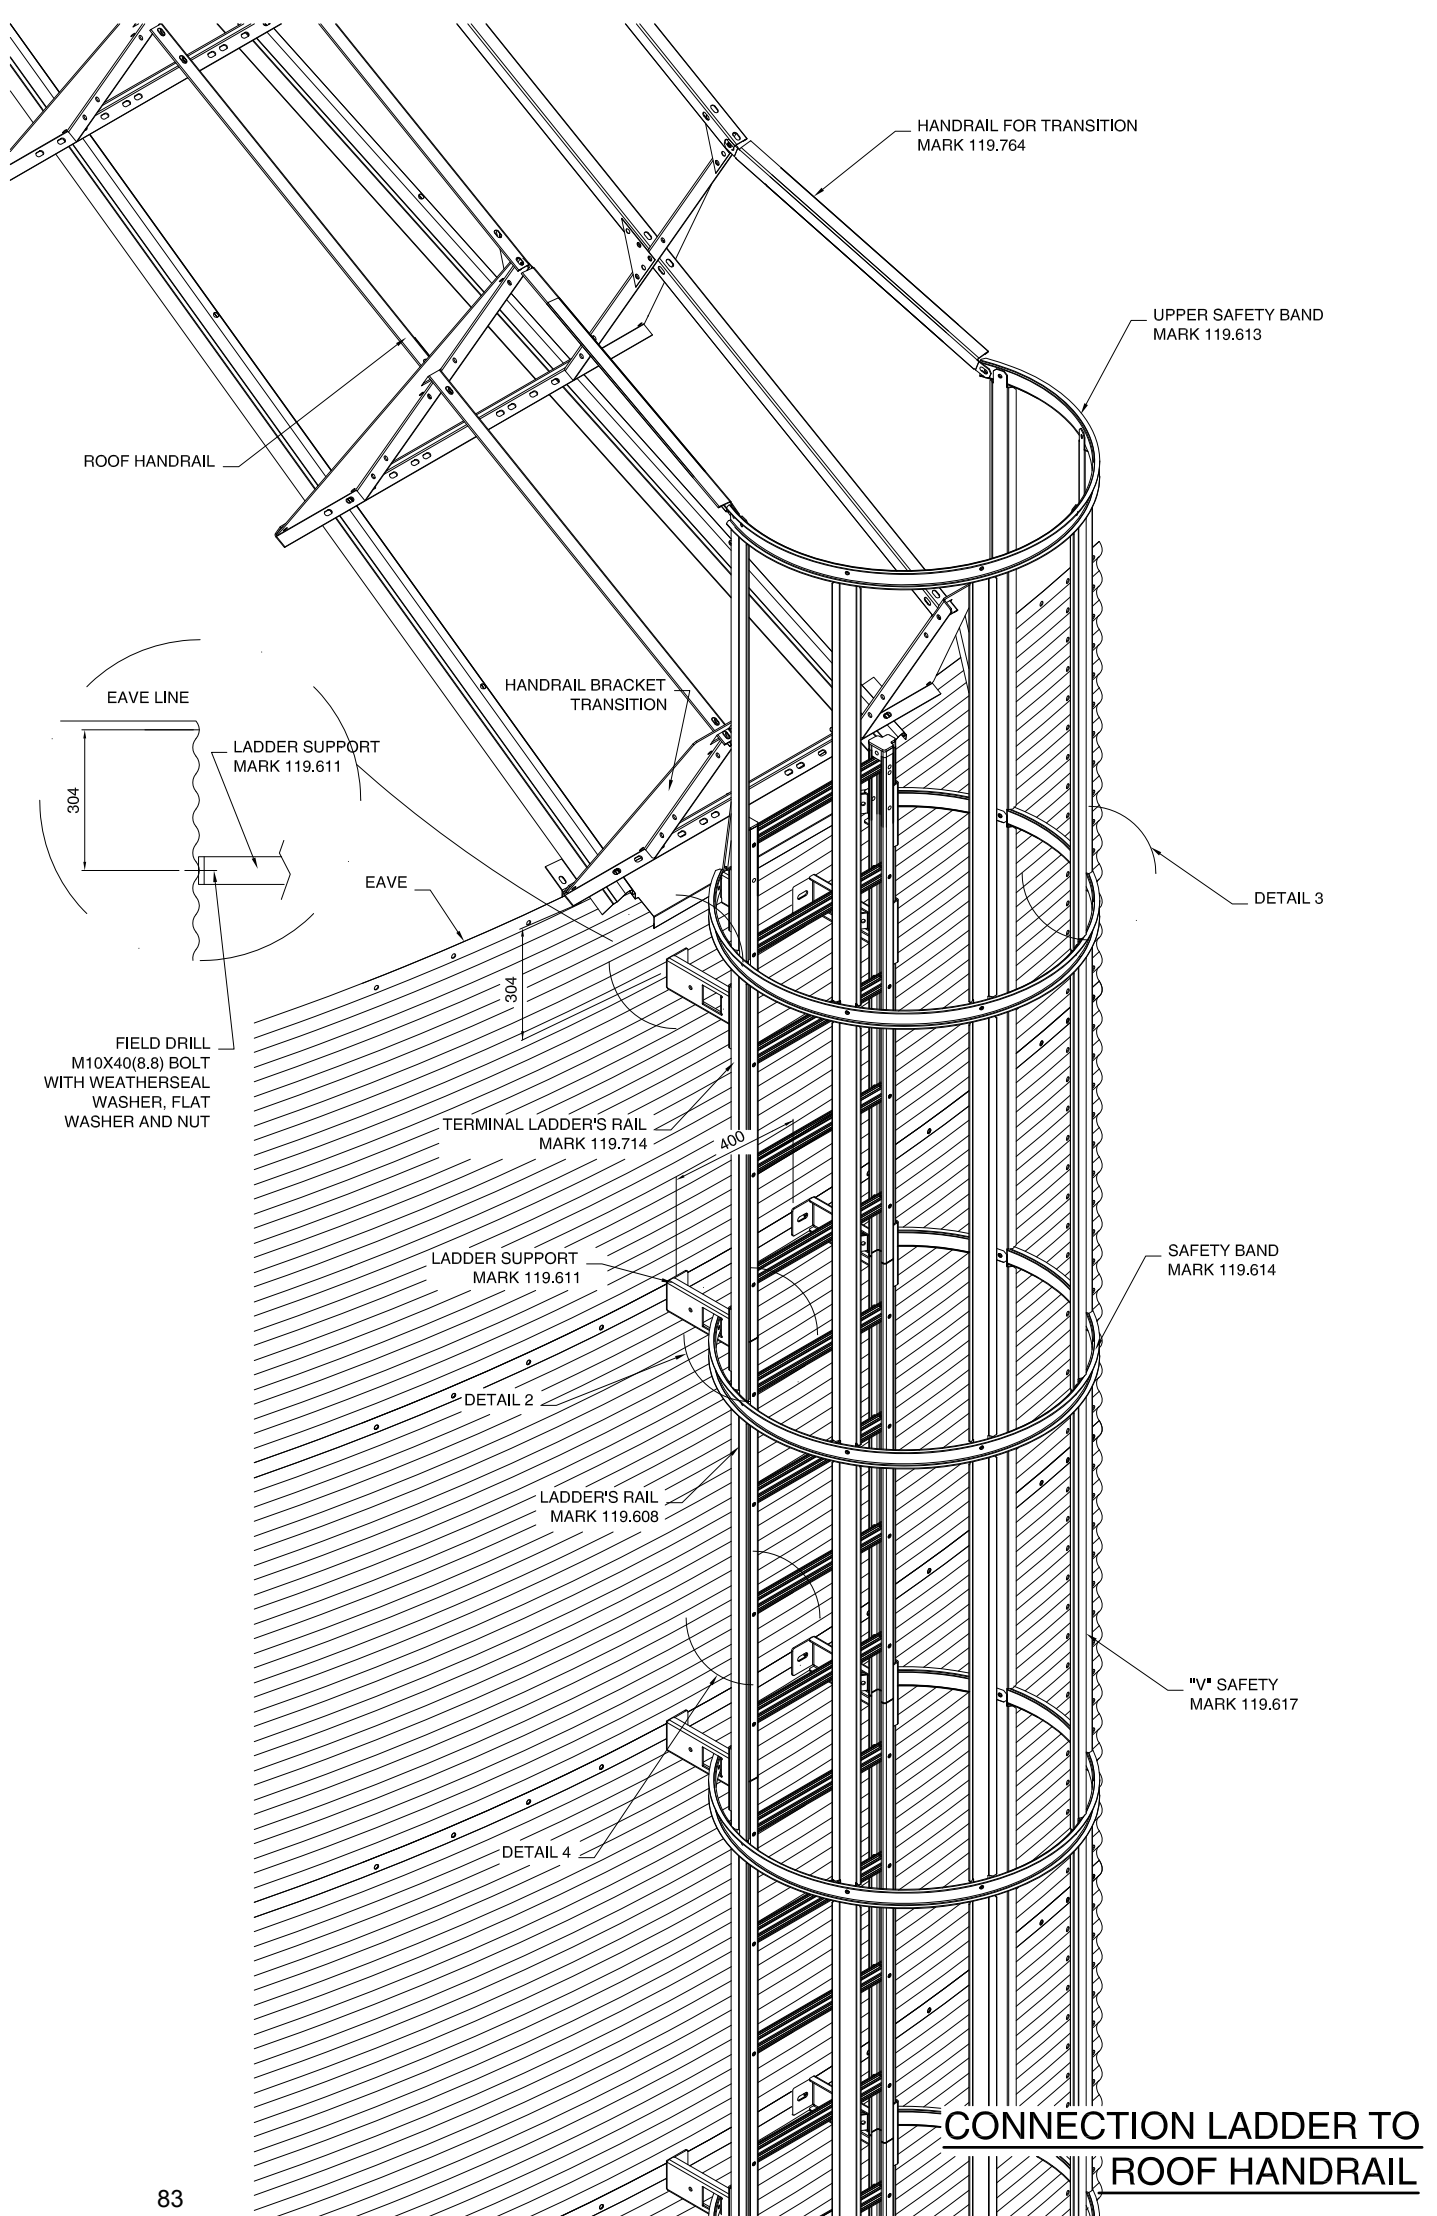 HANDRAIL FOR TRANSITION
MARK 119.764
UPPER SAFETY BAND
MARK 119.613
ROOF HANDRAIL
HANDRAIL BRACKET
TRANSITION
EAVE LINE
LADDER SUPPORT
MARK 119.611
304
EAVE
DETAIL 3
304
FIELD DRILL
M10X40(8.8) BOLT
WITH WEATHERSEAL
WASHER, FLAT
WASHER AND NUT
TERMINAL LADDER'S RAIL
MARK 119.714
400
LADDER SUPPORT
MARK 119.611
SAFETY BAND
MARK 119.614
DETAIL 2
LADDER'S RAIL
MARK 119.608
"V" SAFETY
MARK 119.617
DETAIL 4
CONNECTION LADDER TO
ROOF HANDRAIL
83